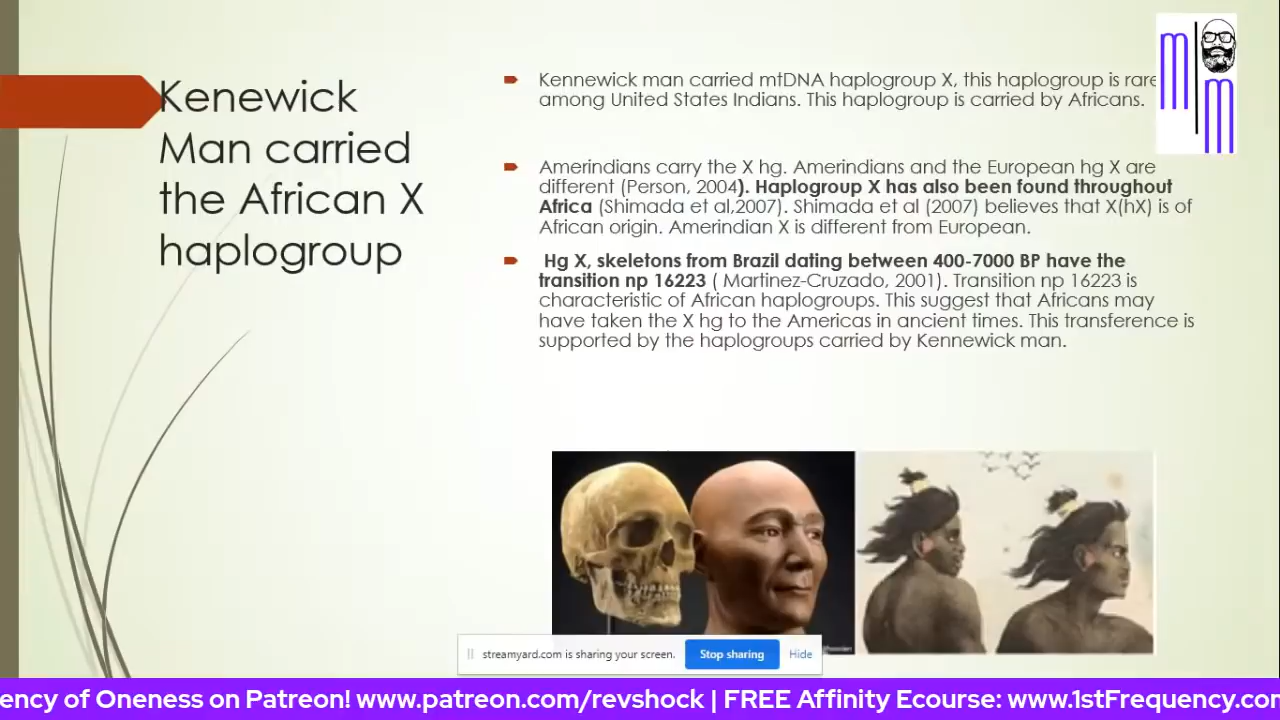 Kenewick
Man carried
the African X
haplogroup
Kennewick man carried mtDNA haplogroup X, this haplogroup is rare
among United States Indians. This haplogroup is carried by Africans.
Amerindians carry the X hg. Amerindians and the European hg X are
different (Person, 2004). Haplogroup X has also been found throughout
Africa (Shimada et al,2007). Shimada et al (2007) believes that X(hX) is of
African origin. Amerindian X is different from European.
Hg X, skeletons from Brazil dating between 400-7000 BP have the
transition np 16223 ( Martinez-Cruzado, 2001). Transition np 16223 is
characteristic of African haplogroups. This suggest that Africans may
have taken the X hg to the Americas in ancient times. This transference is
supported by the haplogroups carried by Kennewick man.
m
m
streamyard.com is sharing your screen. Stop sharing Hide
ency of Oneness on Patreon! www.patreon.com/revshock | FREE Affinity Ecourse: www.1stFrequency.con